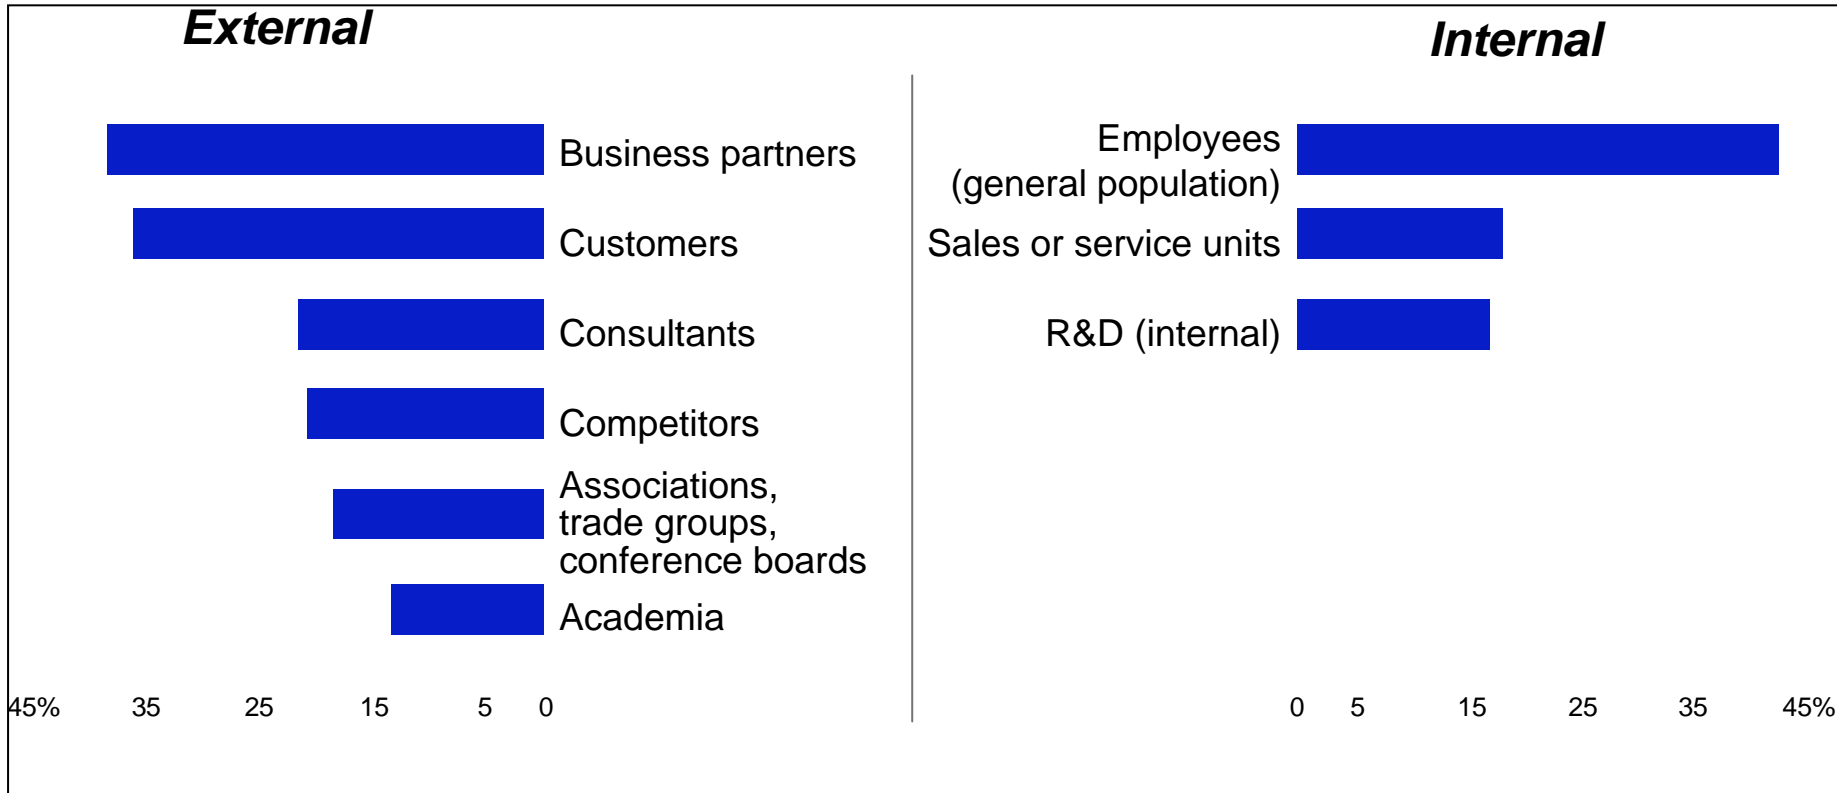 External
Business partners
Customers
Consultants
Competitors
Associations,
trade groups,
conference boards
Academia
45% 35 25 15 5 0
Internal
Employees
(general population)
Sales or service units
R&D (internal)
0 5 15 25 35 45%